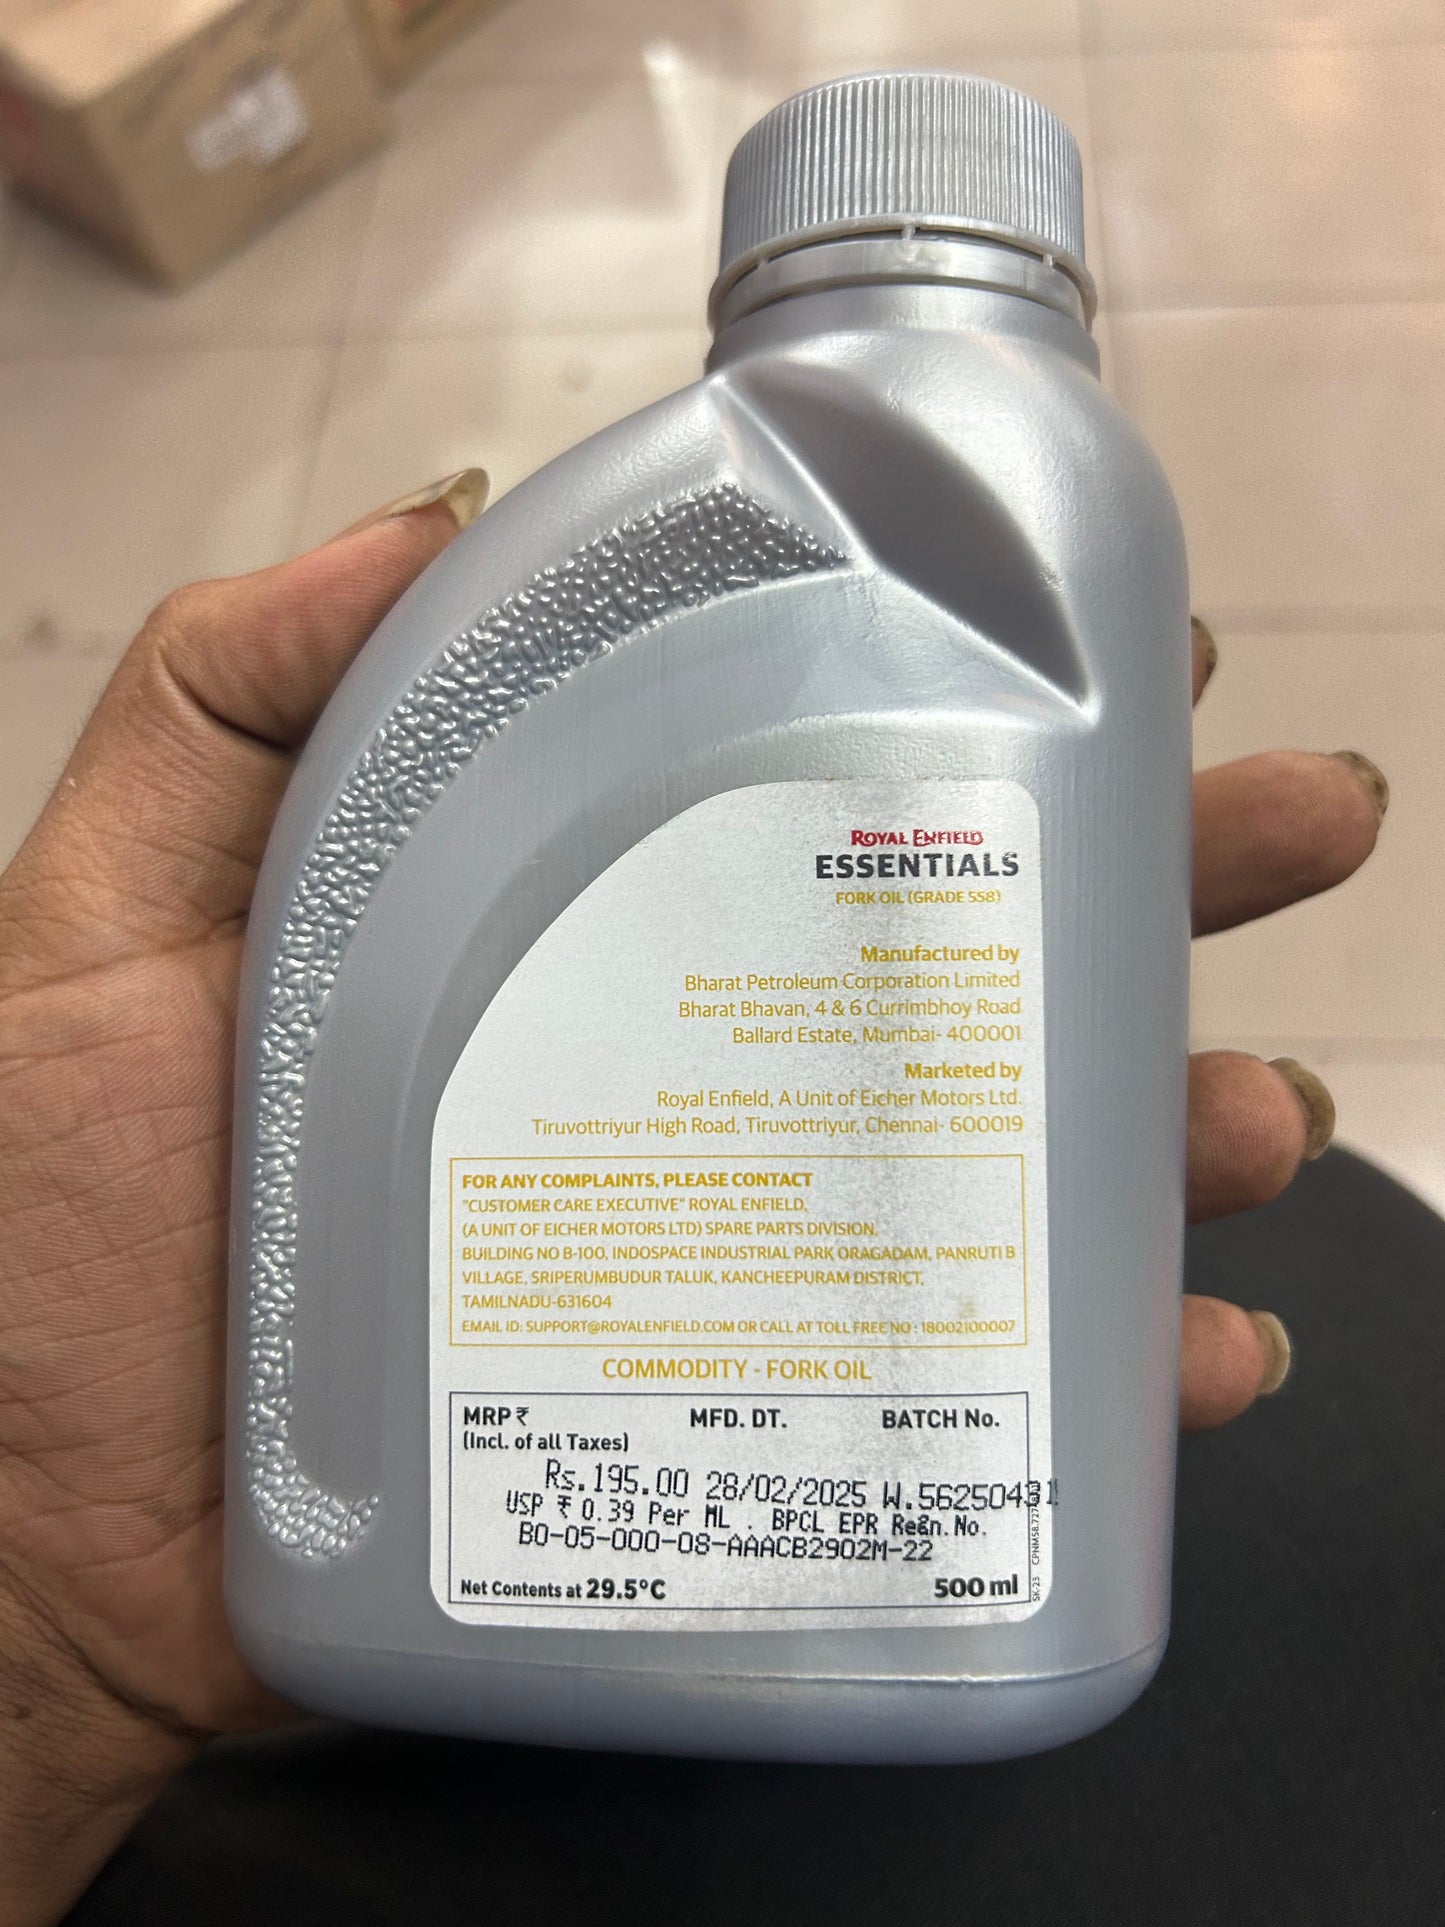 ROYAL ENFIELD
ESSENTIALS
FORK OIL (GRADE 558)
Manufactured by
Bharat Petroleum Corporation Limited
Bharat Bhavan, 4 & 6 Currimbhoy Road
Ballard Estate, Mumbai- 400001
Marketed by
Royal Enfield, A Unit of Eicher Motors Ltd.
Tiruvottriyur High Road, Tiruvottriyur, Chennai- 600019
FOR ANY COMPLAINTS, PLEASE CONTACT
"CUSTOMER CARE EXECUTIVE" ROYAL ENFIELD,
(A UNIT OF EICHER MOTORS LTD) SPARE PARTS DIVISION,
BUILDING NO B-100, INDOSPACE INDUSTRIAL PARK ORAGADAM, PANRUTI B
VILLAGE, SRIPERUMBUDUR TALUK, KANCHEEPURAM DISTRICT,
TAMILNADU-631604
EMAIL ID: SUPPORT@ROYALENFIELD.COM OR CALL AT TOLL FREE NO : 18002100007
COMMODITY - FORK OIL
MRP ₹ MFD. DT. BATCH No.
(Incl. of all Taxes)
Rs.195.00 28/02/2025
USP ₹ 0.39 Per ML . BPCL EPR Regn. No.
BO-05-000-08-AAACB2902M-22
Net Contents at 29.5°C 500 ml
SK-23